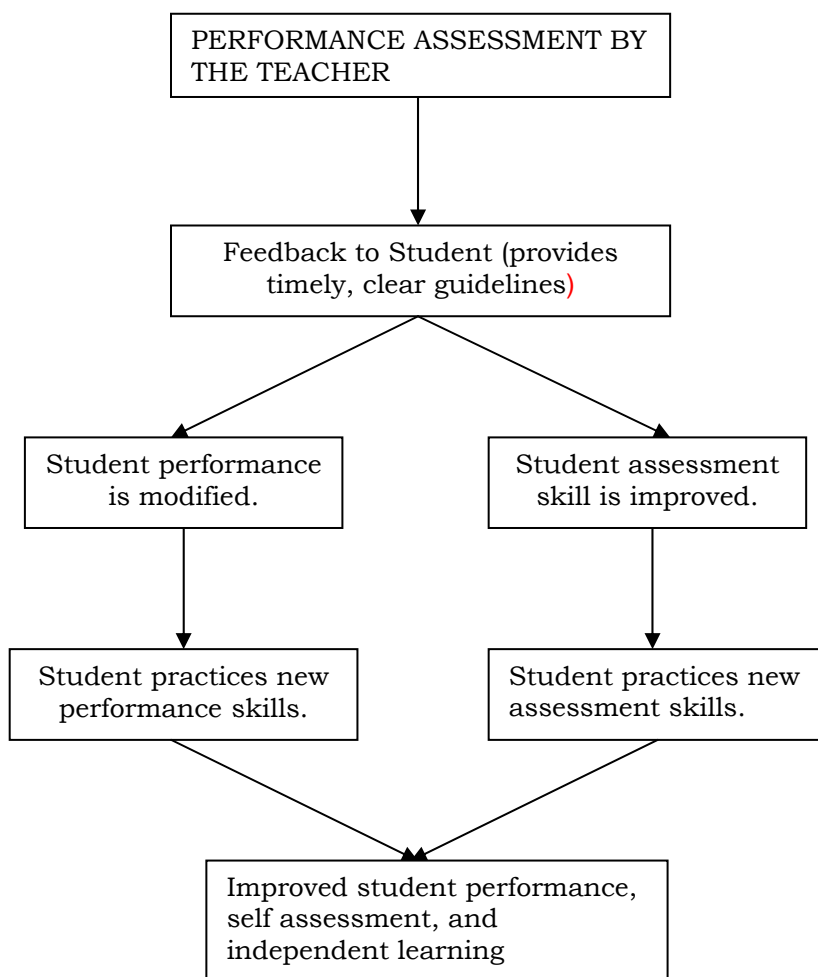 PERFORMANCE ASSESSMENT BY
THE TEACHER
Feedback to Student (provides
timely, clear guidelines)
Student performance
is modified.
Student assessment
skill is improved.
Student practices new
performance skills.
Student practices new
assessment skills.
Improved student performance,
self assessment, and
independent learning